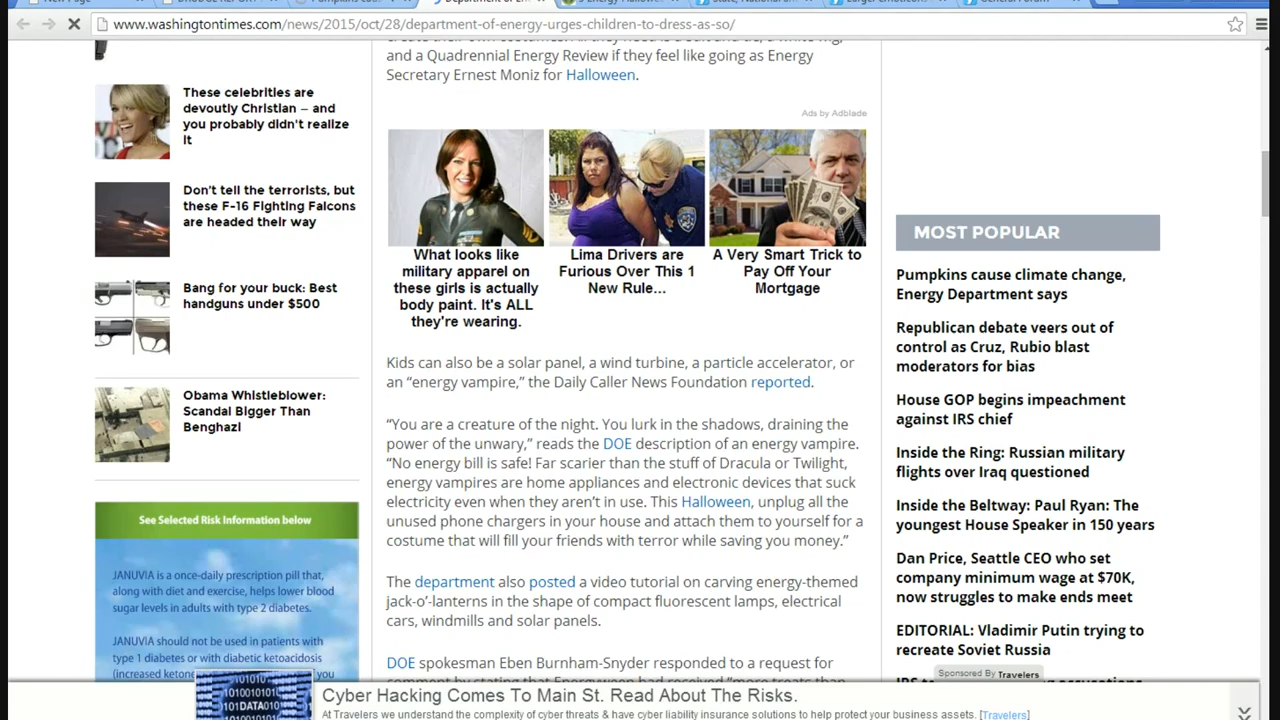 www.washingtontimes.com/news/2015/oct/28/department-of-energy-urges-children-to-dress-as-so/
and a Quadrennial Energy Review if they feel like going as Energy
Secretary Ernest Moniz for Halloween.
These celebrities are
devoutly Christian – and
you probably didn't realize
it
Don't tell the terrorists, but
these F-16 Fighting Falcons
are headed their way
Bang for your buck: Best
handguns under $500
Obama Whistleblower:
Scandal Bigger Than
Benghazi
See Selected Risk Information below
JANUVIA is a once-daily prescription pill that,
along with diet and exercise, helps lower blood
sugar levels in adults with type 2 diabetes.
JANUVIA should not be used in patients with
type 1 diabetes or with diabetic ketoacidosis
(increased ketone
Ads by Adblade
What looks like
military apparel on
these girls is actually
body paint. It's ALL
they're wearing.
Lima Drivers are
Furious Over This 1
New Rule...
A Very Smart Trick to
Pay Off Your
Mortgage
Kids can also be a solar panel, a wind turbine, a particle accelerator, or
an “energy vampire,” the Daily Caller News Foundation reported.
“You are a creature of the night. You lurk in the shadows, draining the
power of the unwary,” reads the DOE description of an energy vampire.
“No energy bill is safe! Far scarier than the stuff of Dracula or Twilight,
energy vampires are home appliances and electronic devices that suck
electricity even when they aren’t in use. This Halloween, unplug all the
unused phone chargers in your house and attach them to yourself for a
costume that will fill your friends with terror while saving you money.”
The department also posted a video tutorial on carving energy-themed
jack-o’-lanterns in the shape of compact fluorescent lamps, electrical
cars, windmills and solar panels.
DOE spokesman Eben Burnham-Snyder responded to a request for
MOST POPULAR
Pumpkins cause climate change,
Energy Department says
Republican debate veers out of
control as Cruz, Rubio blast
moderators for bias
House GOP begins impeachment
against IRS chief
Inside the Ring: Russian military
flights over Iraq questioned
Inside the Beltway: Paul Ryan: The
youngest House Speaker in 150 years
Dan Price, Seattle CEO who set
company minimum wage at $70K,
now struggles to make ends meet
EDITORIAL: Vladimir Putin trying to
recreate Soviet Russia
Sponsored By Travelers
Cyber Hacking Comes To Main St. Read About The Risks.
At Travelers we understand the complexity of cyber threats & have cyber liability insurance solutions to help protect your business assets. [Travelers]